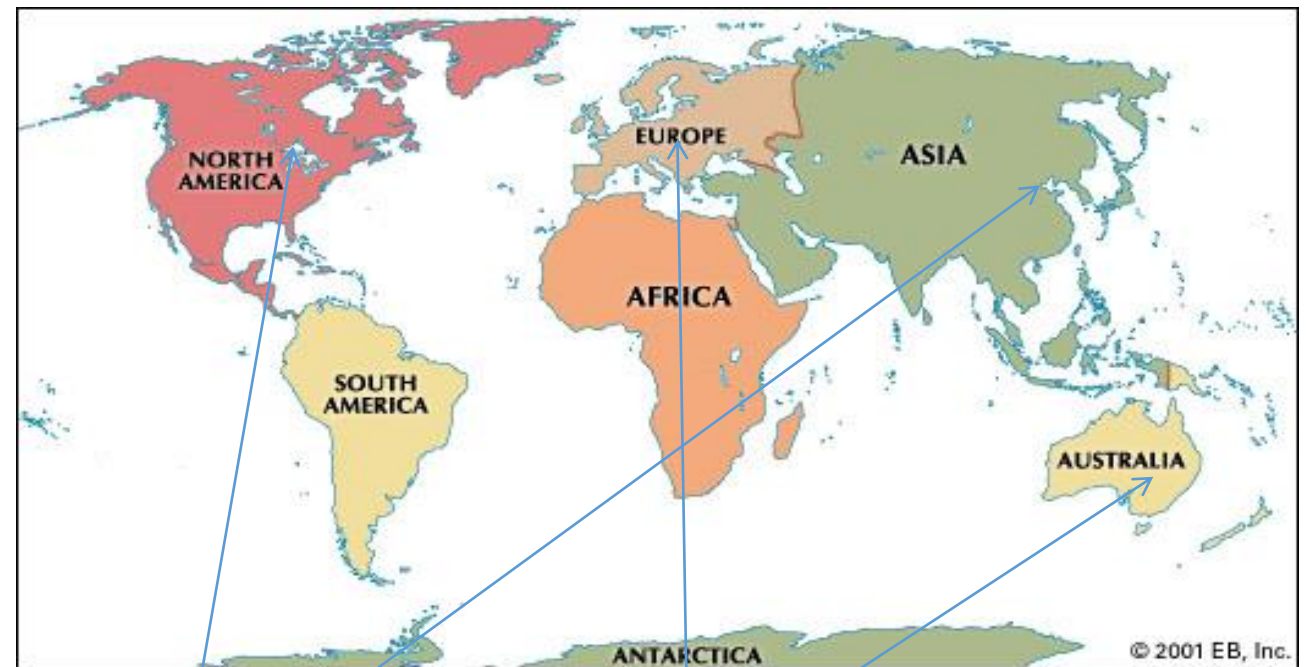 EUROPE
NORTH
AMERICA
ASIA
AFRICA
SOUTH
AMERICA
AUSTRALIA
ANTARCTICA
© 2001 EB, Inc.